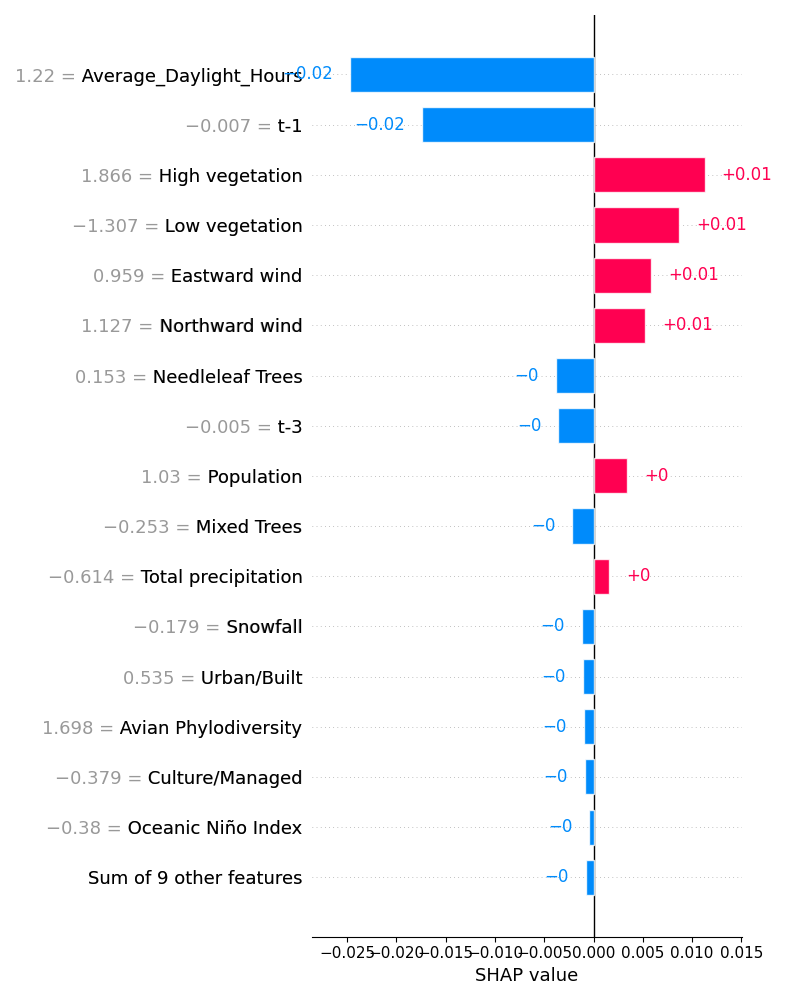 1.22 = Average_Daylight_Hours −0.02
−0.007 = t-1 −0.02
1.866 = High vegetation +0.01
−1.307 = Low vegetation +0.01
0.959 = Eastward wind +0.01
1.127 = Northward wind +0.01
0.153 = Needleleaf Trees −0
−0.005 = t-3 −0
1.03 = Population +0
−0.253 = Mixed Trees −0
−0.614 = Total precipitation +0
−0.179 = Snowfall −0
0.535 = Urban/Built −0
1.698 = Avian Phylodiversity −0
−0.379 = Culture/Managed −0
−0.38 = Oceanic Niño Index −0
Sum of 9 other features −0
−0.025 −0.020 −0.015 −0.010 −0.005 0.000 0.005 0.010 0.015
SHAP value